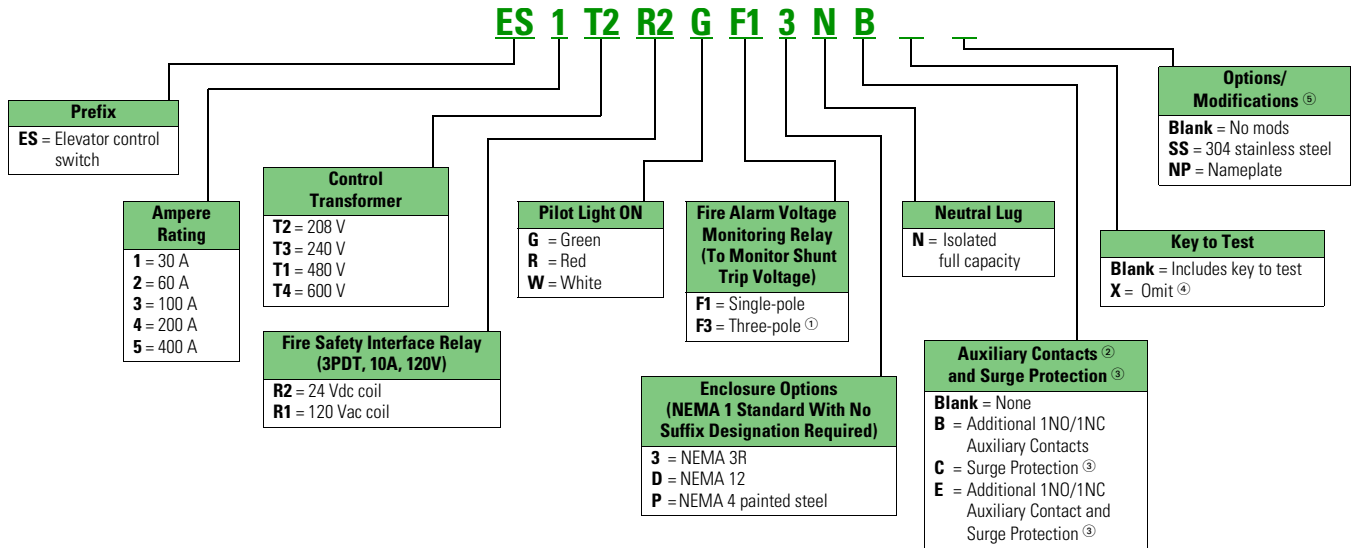 ES 1 T2 R2 G F1 3 N B _ _
Prefix
ES = Elevator control
switch
Ampere
Rating
1 = 30 A
2 = 60 A
3 = 100 A
4 = 200 A
5 = 400 A
Control
Transformer
T2 = 208 V
T3 = 240 V
T1 = 480 V
T4 = 600 V
Fire Safety Interface Relay
(3PDT, 10A, 120V)
R2 = 24 Vdc coil
R1 = 120 Vac coil
Pilot Light ON
G = Green
R = Red
W = White
Fire Alarm Voltage
Monitoring Relay
(To Monitor Shunt
Trip Voltage)
F1 = Single-pole
F3 = Three-pole ①
Enclosure Options
(NEMA 1 Standard With No
Suffix Designation Required)
3 = NEMA 3R
D = NEMA 12
P = NEMA 4 painted steel
Neutral Lug
N = Isolated
full capacity
Auxiliary Contacts ②
and Surge Protection ③
Blank = None
B = Additional 1NO/1NC
Auxiliary Contacts
C = Surge Protection ③
E = Additional 1NO/1NC
Auxiliary Contact and
Surge Protection ③
Key to Test
Blank = Includes key to test
X = Omit ④
Options/
Modifications ⑤
Blank = No mods
SS = 304 stainless steel
NP = Nameplate